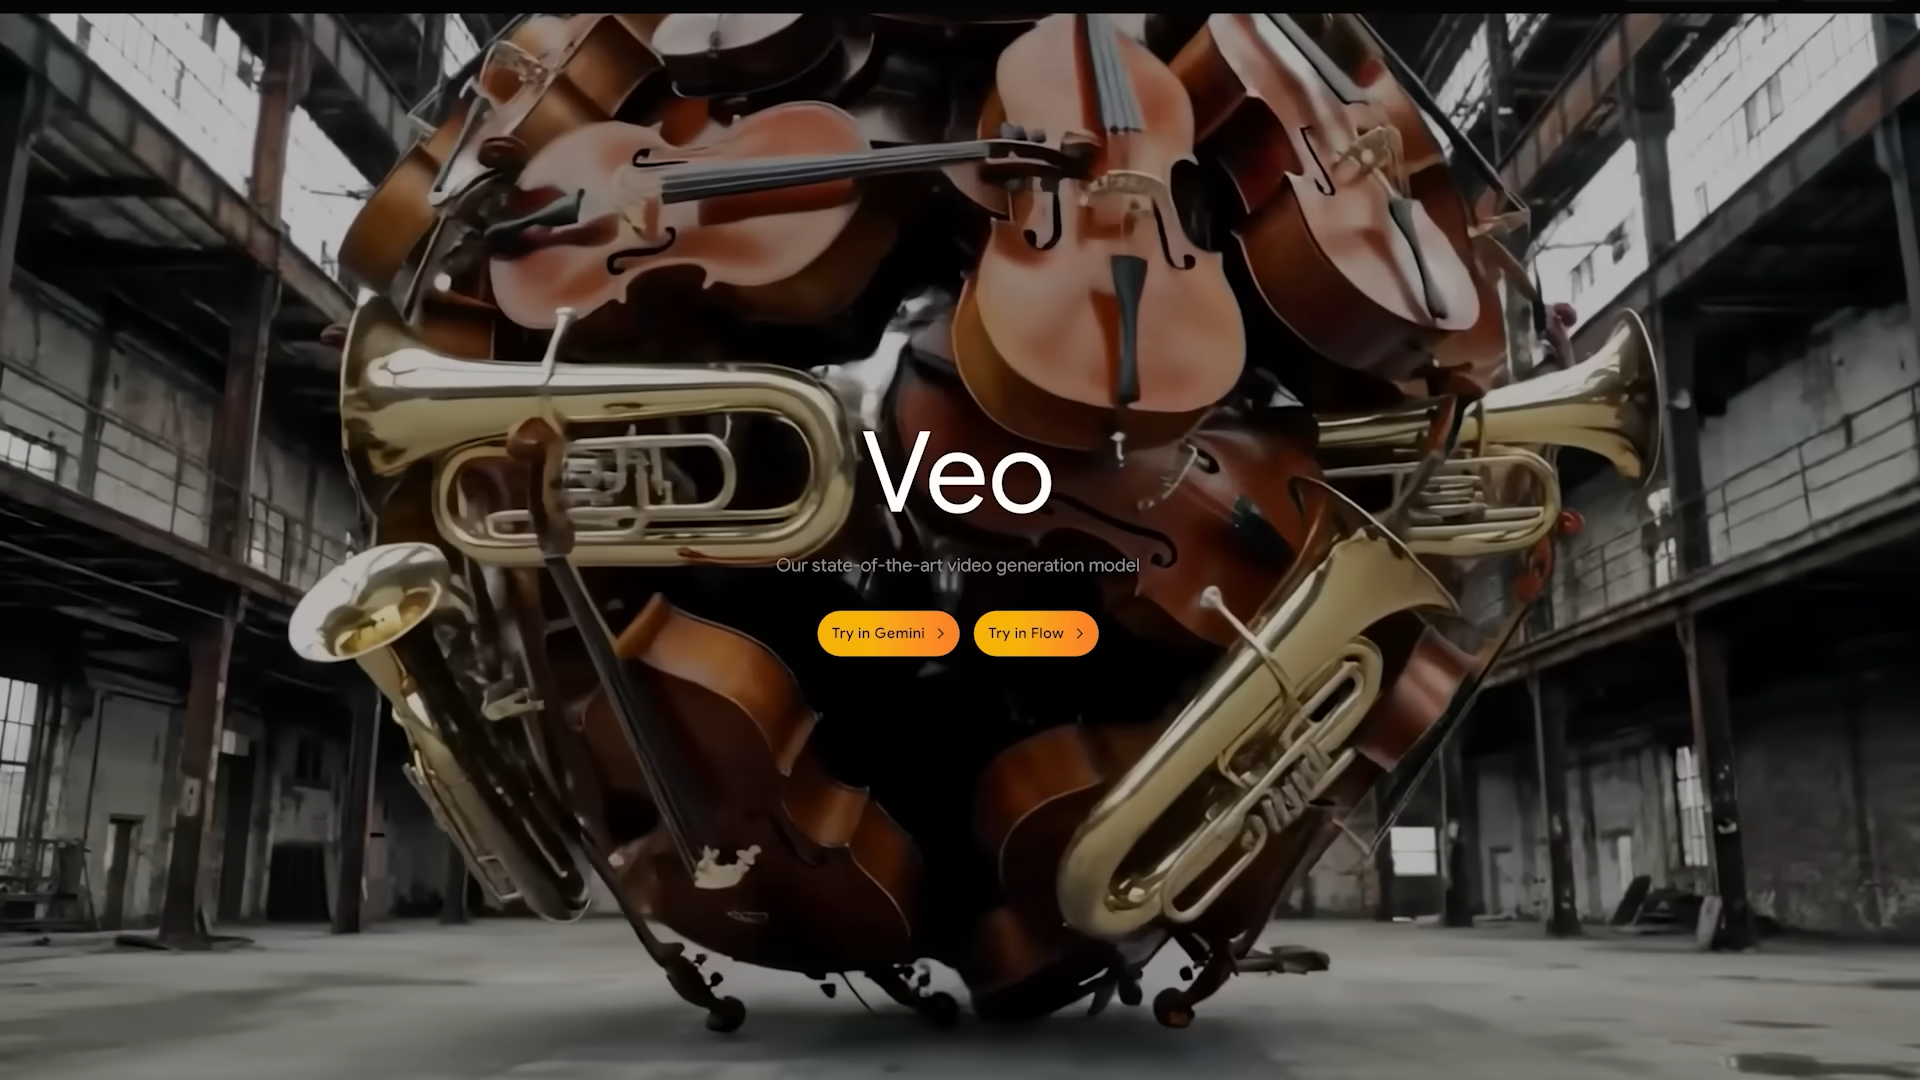 Veo
Our state-of-the-art video generation model
Try in Gemini
Try in Flow